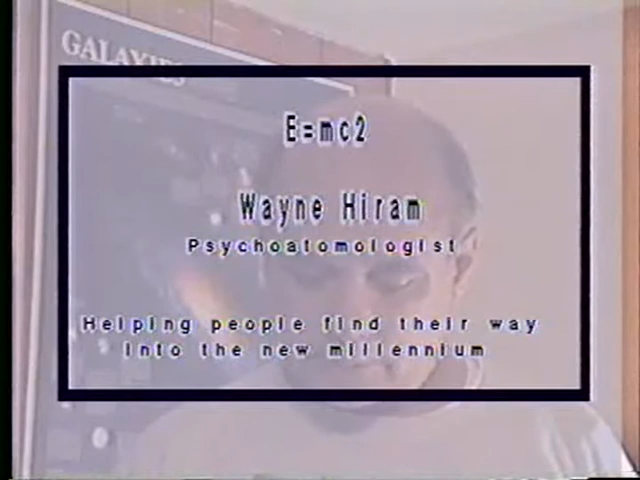 GALAXIES
E=mc2
Wayne Hiram
Psychoatomologist
Helping people find their way
into the new millennium